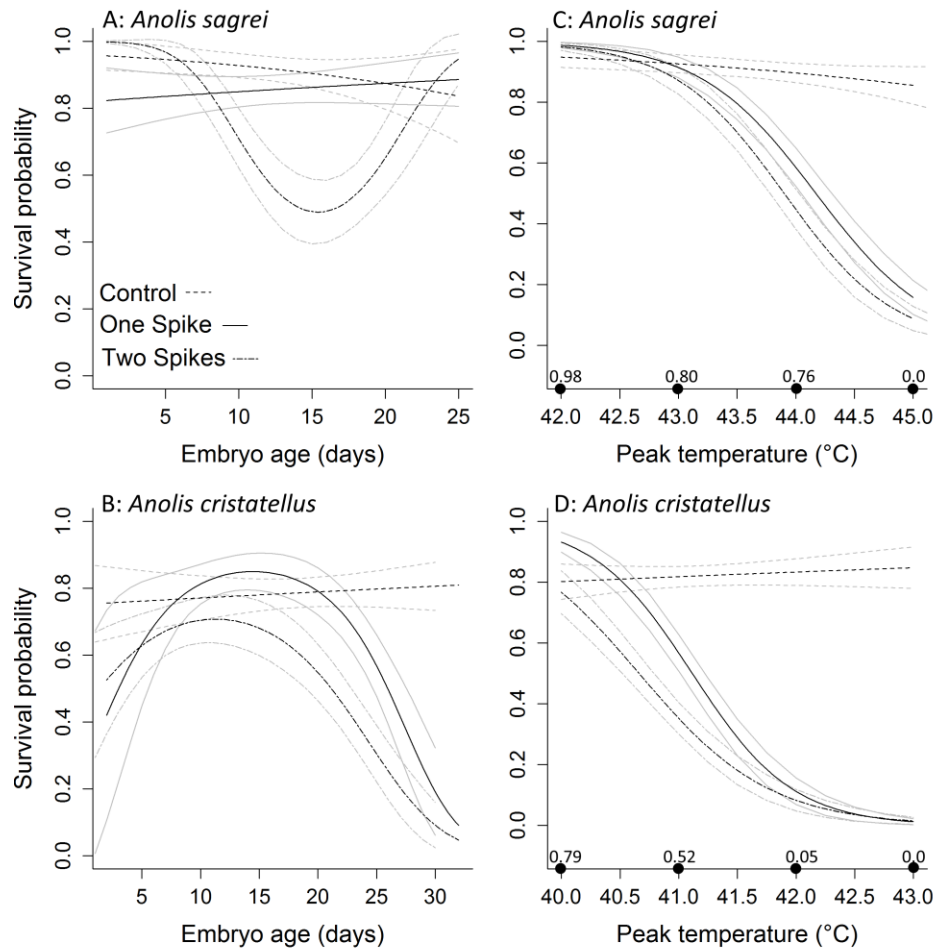 A: Anolis sagrei
Survival probability
0.0 0.2 0.4 0.6 0.8 1.0
Control
One Spike
Two Spikes
5 10 15 20 25
Embryo age (days)
C: Anolis sagrei
Survival probability
0.0 0.2 0.4 0.6 0.8 1.0
0.98 0.80 0.76 0.0
42.0 42.5 43.0 43.5 44.0 44.5 45.0
Peak temperature (°C)
B: Anolis cristatellus
Survival probability
0.0 0.2 0.4 0.6 0.8 1.0
5 10 15 20 25 30
Embryo age (days)
D: Anolis cristatellus
Survival probability
0.0 0.2 0.4 0.6 0.8 1.0
0.79 0.52 0.05 0.0
40.0 40.5 41.0 41.5 42.0 42.5 43.0
Peak temperature (°C)